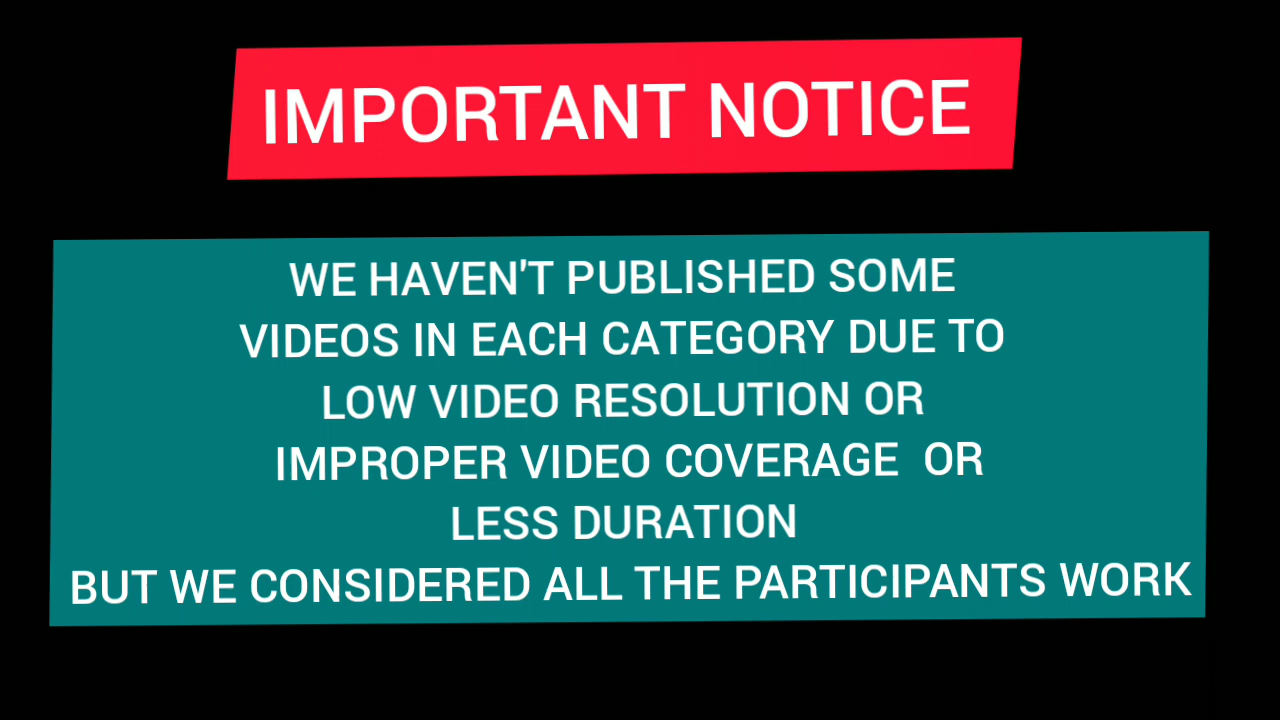 IMPORTANT NOTICE
WE HAVEN'T PUBLISHED SOME
VIDEOS IN EACH CATEGORY DUE TO
LOW VIDEO RESOLUTION OR
IMPROPER VIDEO COVERAGE  OR
LESS DURATION
BUT WE CONSIDERED ALL THE PARTICIPANTS WORK